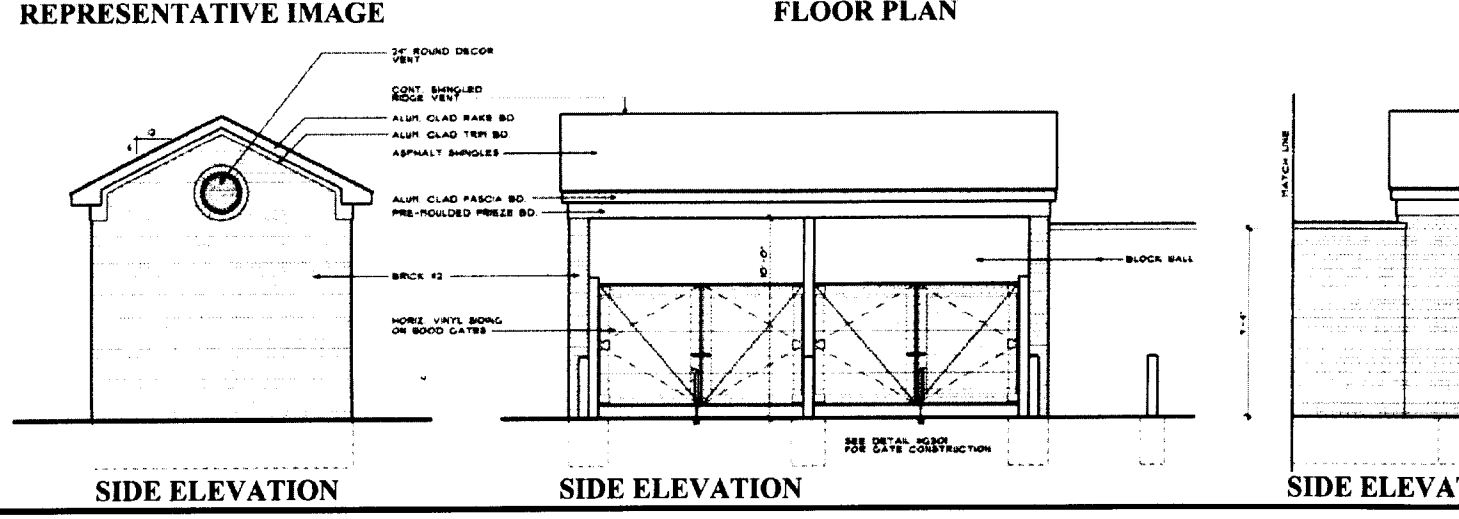 REPRESENTATIVE IMAGE
FLOOR PLAN
24" ROUND DECOR
VENT
CONT. SHINGLED
RIDGE VENT
ALUM. CLAD RAKE BD
ALUM. CLAD TRIM BD.
ASPHALT SHINGLES
ALUM. CLAD FASCIA BD.
PRE-MOULDED FRIEZE BD.
BRICK #2
HORIZ. VINYL SIDING
ON WOOD GATES
10'-0"
BLOCK WALL
MATCH LINE
SEE DETAIL
FOR GATE CONSTRUCTION
SIDE ELEVATION
SIDE ELEVATION
SIDE ELEVAT